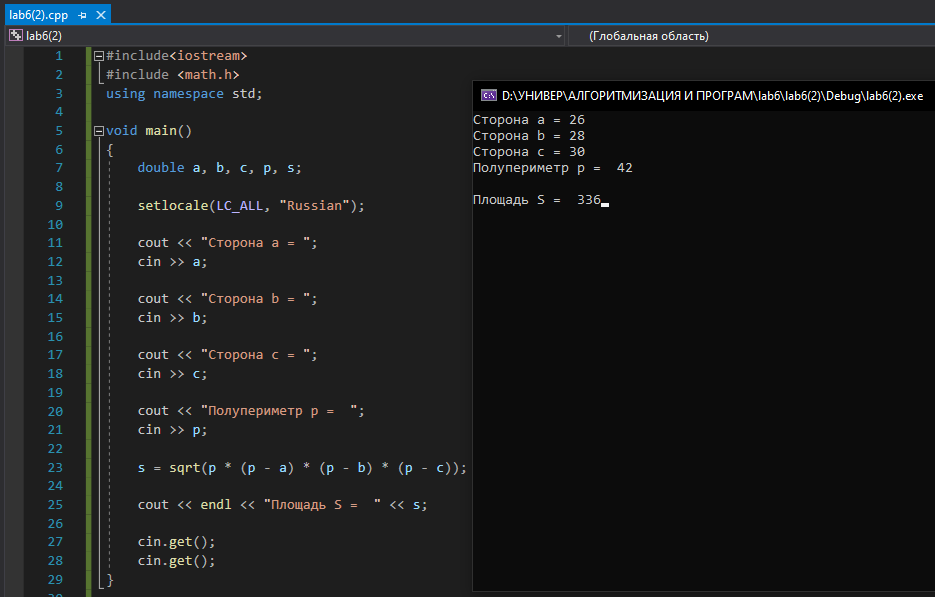 lab6(2).cpp
lab6(2)
(Глобальная область)
1 #include<iostream>
2 #include <math.h>
3 using namespace std;
4
5 void main()
6 {
7 double a, b, c, p, s;
8
9 setlocale(LC_ALL, "Russian");
10
11 cout << "Сторона a = ";
12 cin >> a;
13
14 cout << "Сторона b = ";
15 cin >> b;
16
17 cout << "Сторона c = ";
18 cin >> c;
19
20 cout << "Полупериметр p =  ";
21 cin >> p;
22
23 s = sqrt(p * (p - a) * (p - b) * (p - c));
24
25 cout << endl << "Площадь S =  " << s;
26
27 cin.get();
28 cin.get();
29 }
D:\УНИВЕР\АЛГОРИТМИЗАЦИЯ И ПРОГРАМ\lab6\lab6(2)\Debug\lab6(2).exe
Сторона a = 26
Сторона b = 28
Сторона c = 30
Полупериметр p =  42
Площадь S =  336